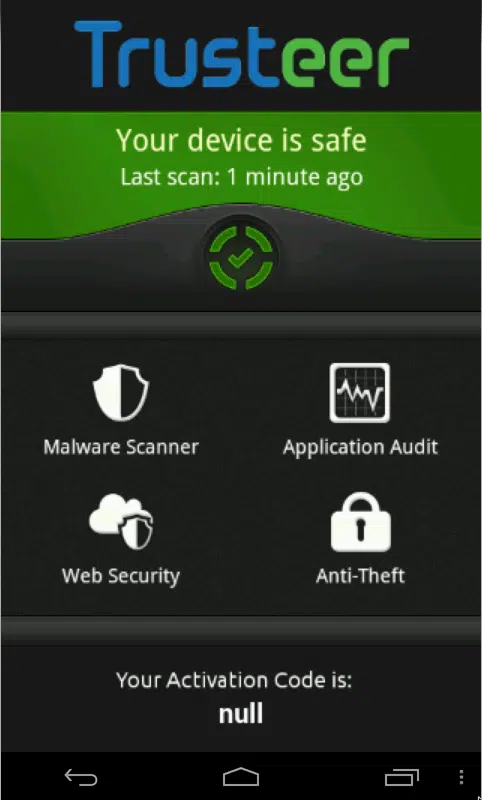 Trusteer
Your device is safe
Last scan: 1 minute ago
Malware Scanner
Application Audit
Web Security
Anti-Theft
Your Activation Code is:
null